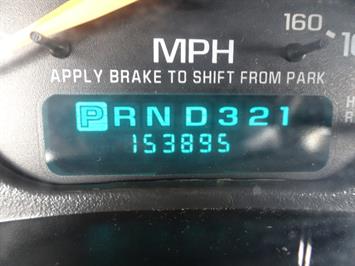 160
MPH
APPLY BRAKE TO SHIFT FROM PARK
PRND321
153895